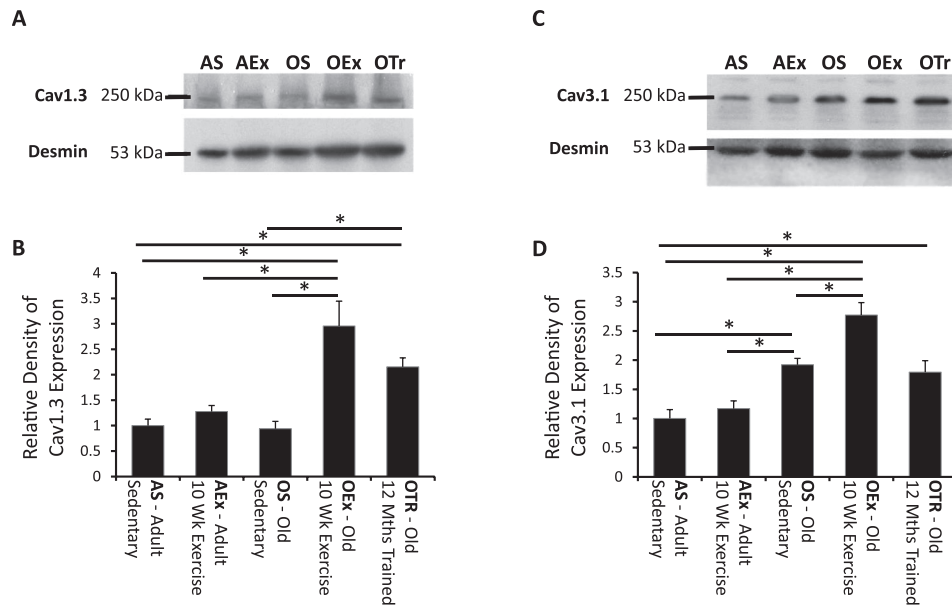 A
AS AEx OS OEx OTr
Cav1.3 250 kDa
Desmin 53 kDa
B
* * * * *
Relative Density of
Cav1.3 Expression
4
3.5
3
2.5
2
1.5
1
0.5
0
AS - Adult
Sedentary
AEx - Adult
10 Wk Exercise
OS - Old
Sedentary
OEx - Old
10 Wk Exercise
OTR - Old
12 Mths Trained
C
AS AEx OS OEx OTr
Cav3.1 250 kDa
Desmin 53 kDa
D
* * * * * *
Relative Density of
Cav3.1 Expression
3.5
3
2.5
2
1.5
1
0.5
0
AS - Adult
Sedentary
AEx - Adult
10 Wk Exercise
OS - Old
Sedentary
OEx - Old
10 Wk Exercise
OTR - Old
12 Mths Trained